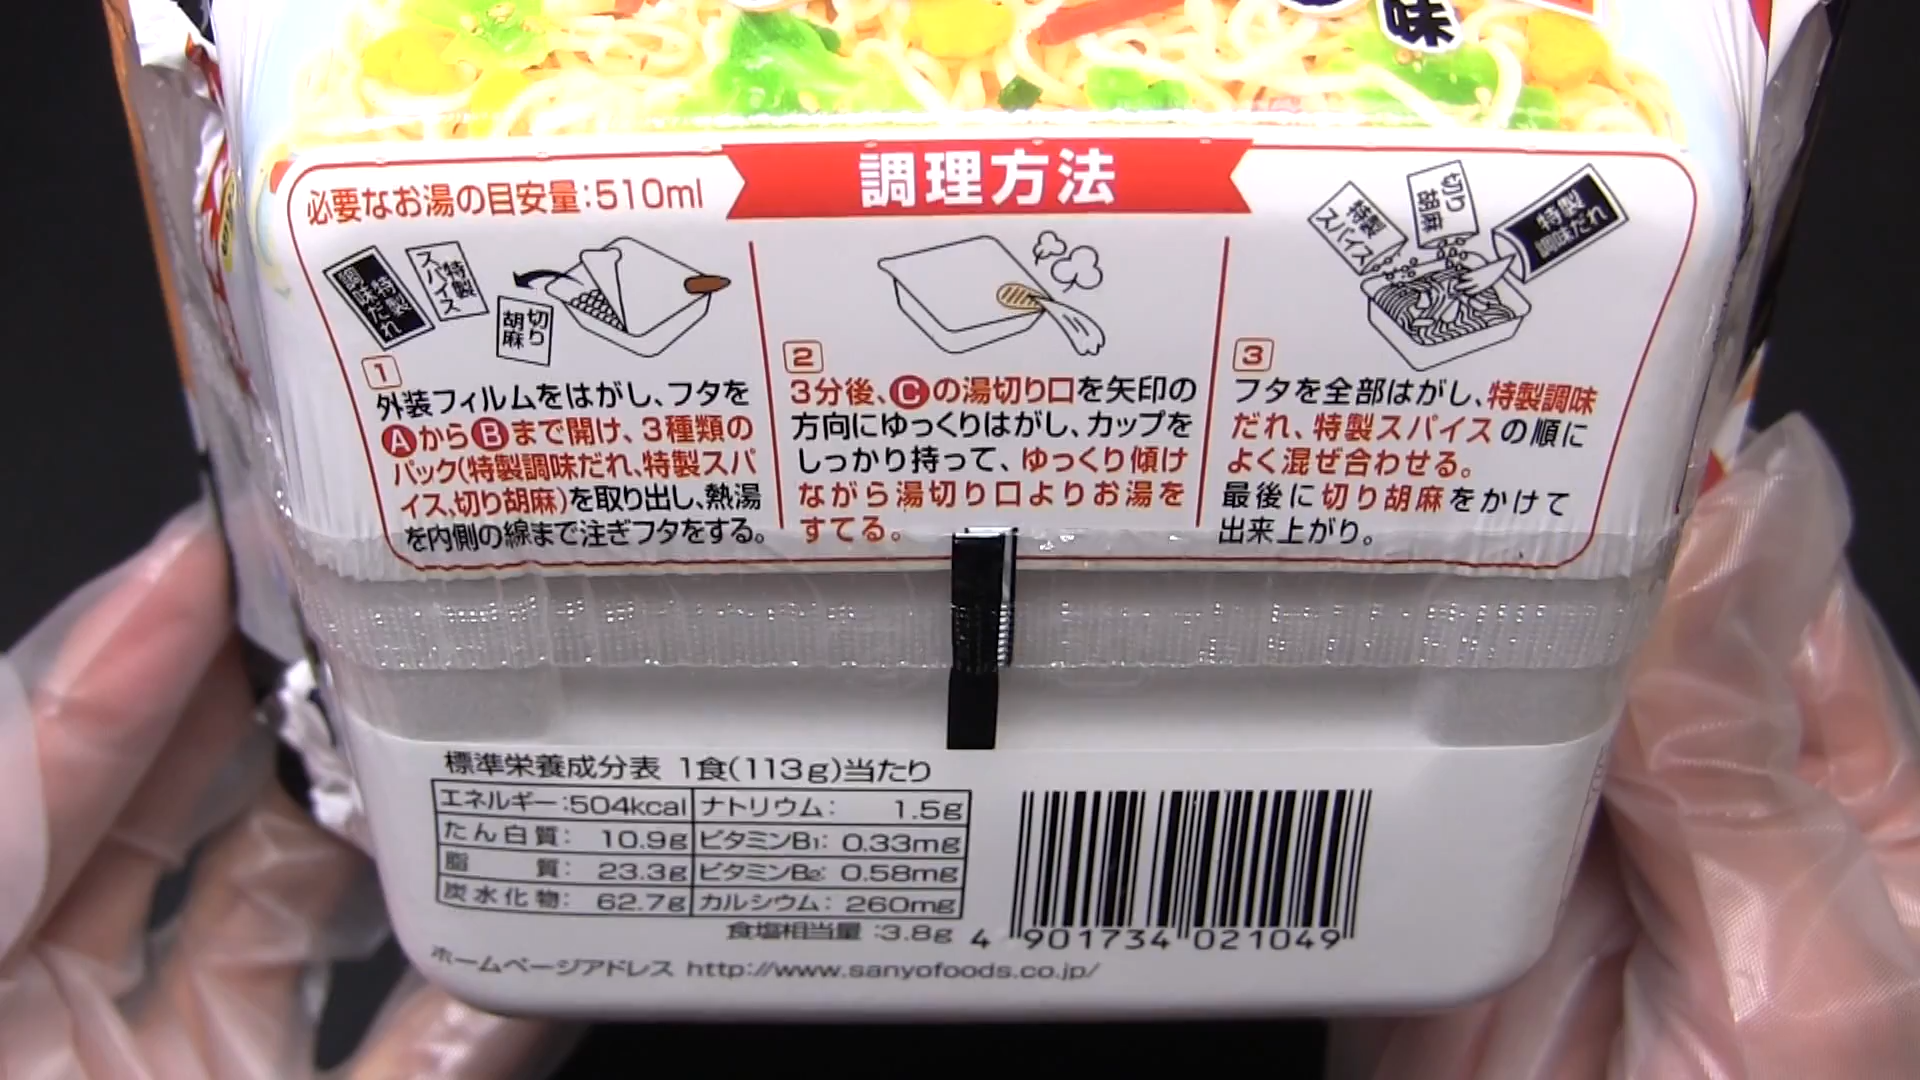 味
調理方法
必要なお湯の目安量:510ml
特製
調味だれ
特製
スパイス
切り
胡麻
特製
スパイス
切り
胡麻
特製
調味だれ
1
外装フィルムをはがし、フタを
AからBまで開け、3種類の
パック(特製調味だれ、特製スパ
イス、切り胡麻)を取り出し、熱湯
を内側の線まで注ぎフタをする。
2
3分後、Cの湯切り口を矢印の
方向にゆっくりはがし、カップを
しっかり持って、ゆっくり傾け
ながら湯切り口よりお湯を
すてる。
3
フタを全部はがし、特製調味
だれ、特製スパイスの順に
よく混ぜ合わせる。
最後に切り胡麻をかけて
出来上がり。
標準栄養成分表 1食(113g)当たり
エネルギー:504kcal ナトリウム: 1.5g
たん白質: 10.9g ビタミンB1: 0.33mg
脂質: 23.3g ビタミンB2: 0.58mg
炭水化物: 62.7g カルシウム: 260mg
食塩相当量:3.8g
4 901734 021049
ホームページアドレス http://www.sanyofoods.co.jp/